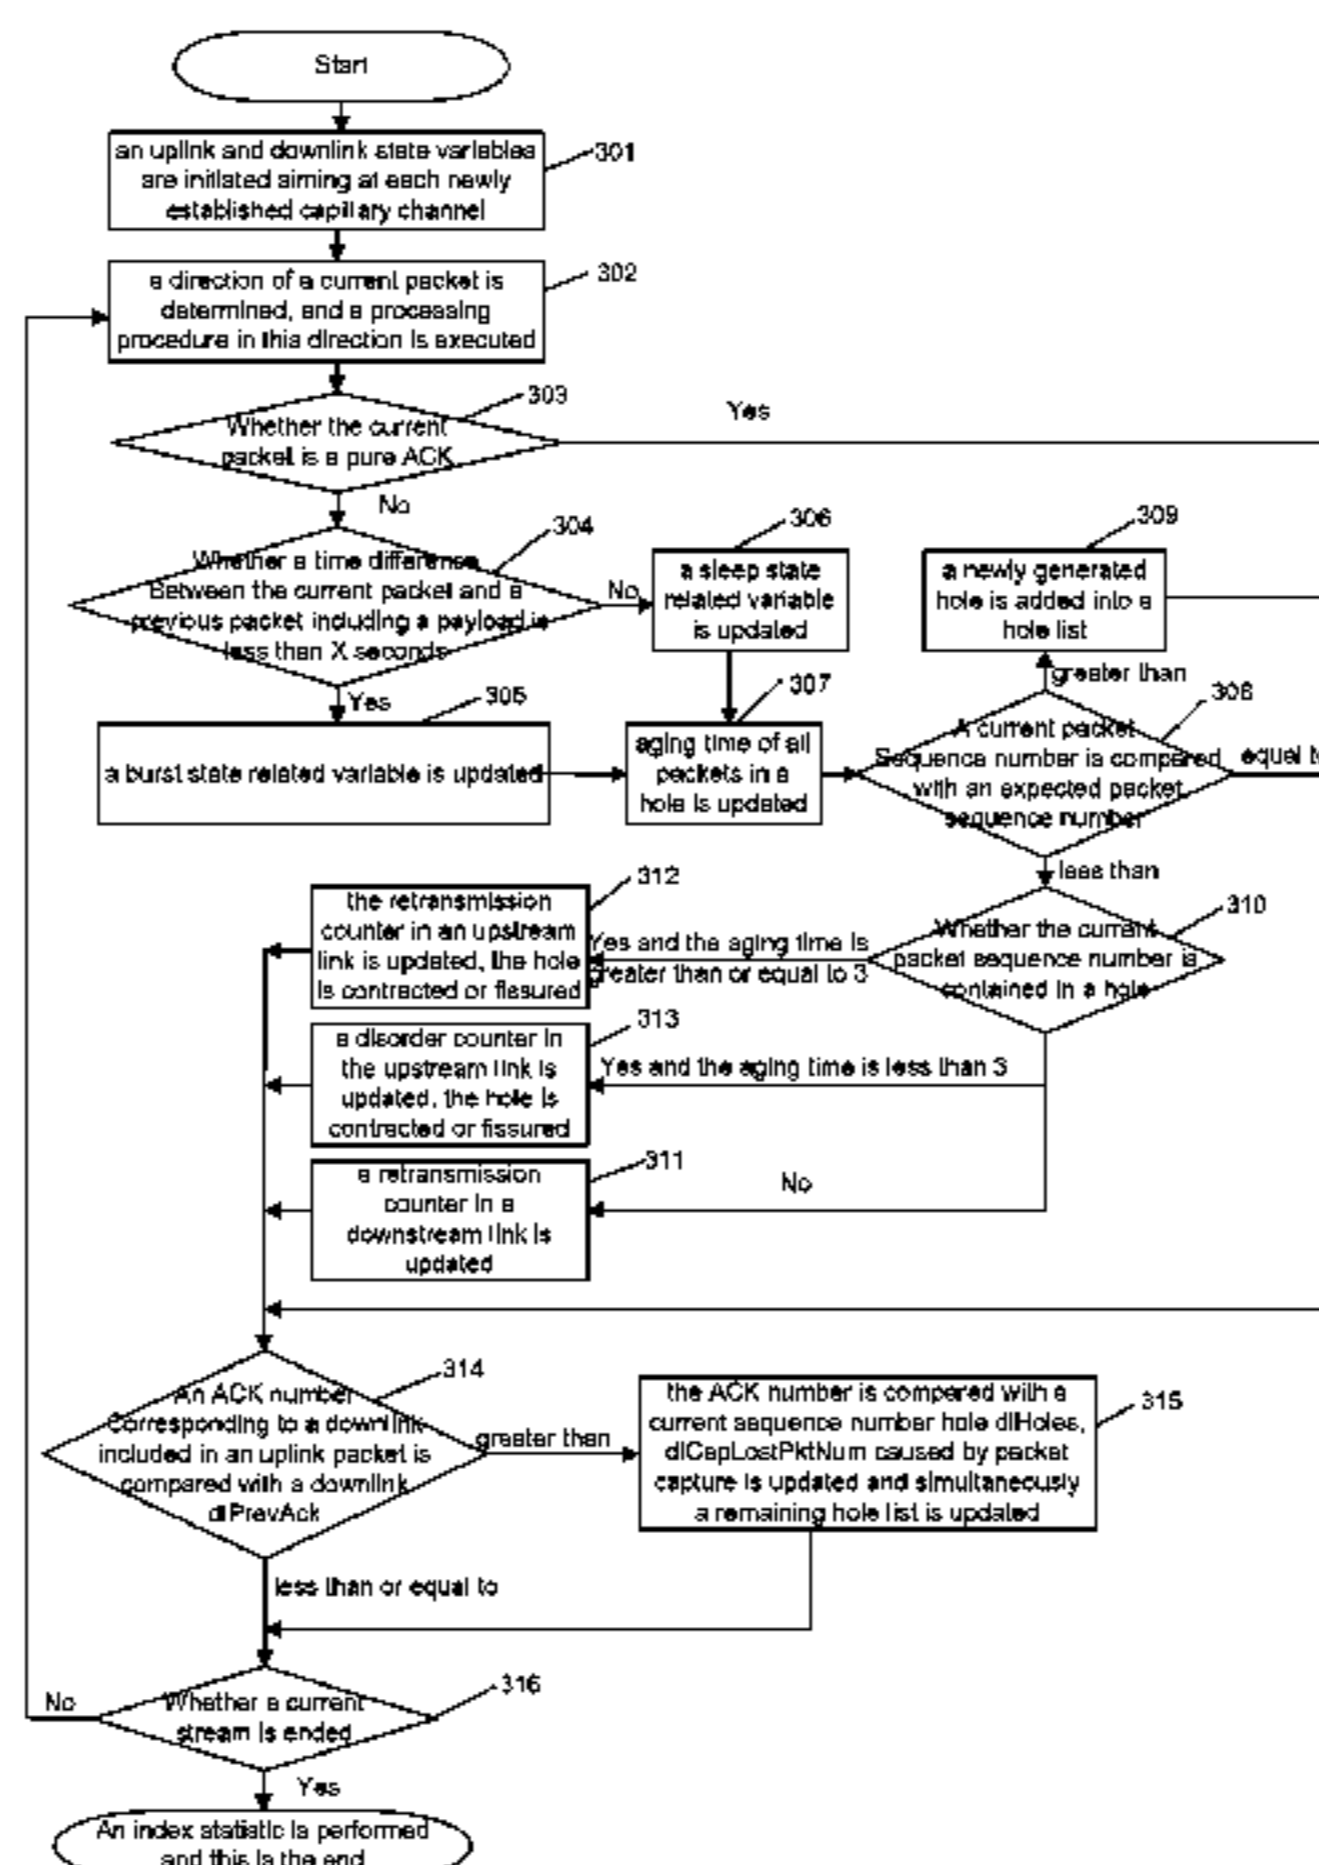 Start
an uplink and downlink state variables
are initiated aiming at each newly
established capillary channel
301
a direction of a current packet is
determined, and a processing
procedure in this direction is executed
302
Whether the current
packet is a pure ACK
303
Yes
No
Whether a time difference
Between the current packet and a
previous packet including a payload is
less than X seconds
304
No
Yes
a sleep state
related variable
is updated
306
a newly generated
hole is added into a
hole list
309
greater than
a burst state related variable is updated
305
aging time of all
packets in a
hole is updated
307
A current packet
Sequence number is compared
with an expected packet
sequence number
308
equal
less than
the retransmission
counter in an upstream
link is updated, the hole
is contracted or fissured
312
Yes and the aging time is
greater than or equal to 3
Whether the current
packet sequence number is
contained in a hole
310
a disorder counter in
the upstream link is
updated, the hole is
contracted or fissured
313
Yes and the aging time is less than 3
a retransmission
counter in a
downstream link is
updated
311
No
An ACK number
Corresponding to a downlink
included in an uplink packet is
compared with a downlink
dlPrevAck
314
greater than
the ACK number is compared with a
current sequence number hole dlHoles,
dlCapLostPktNum caused by packet
capture is updated and simultaneously
a remaining hole list is updated
315
less than or equal to
Whether a current
stream is ended
316
No
Yes
An index statistic is performed
and this is the end